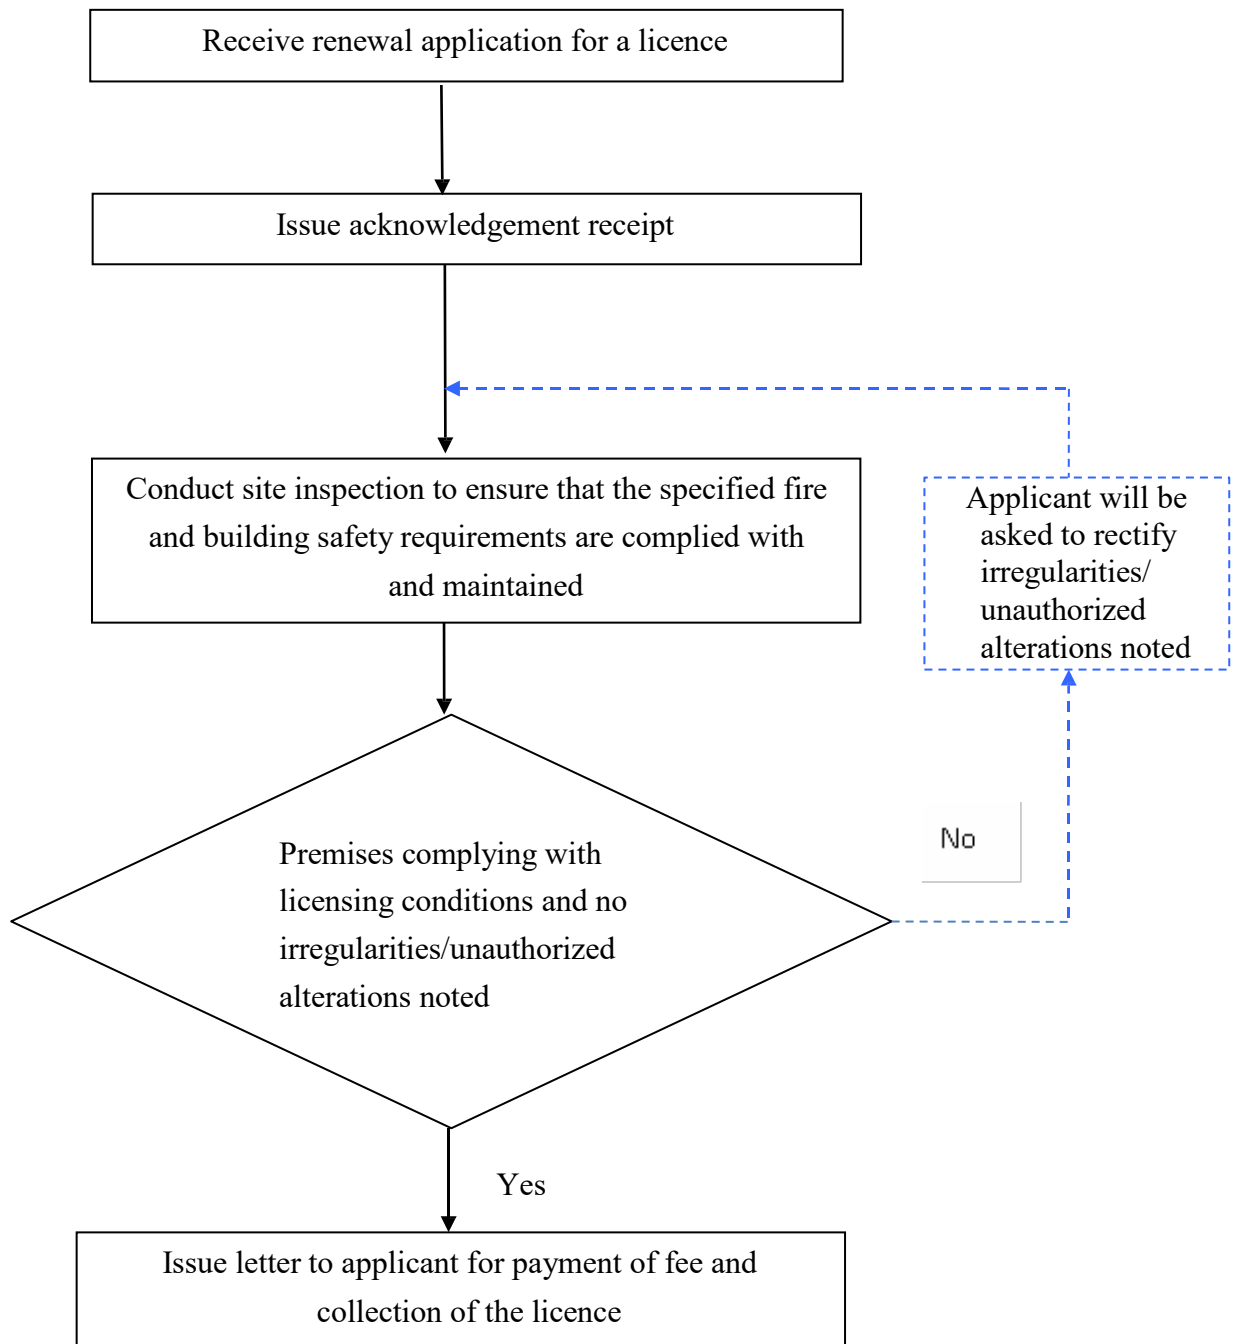 Receive renewal application for a licence
Issue acknowledgement receipt
Conduct site inspection to ensure that the specified fire
and building safety requirements are complied with
and maintained
Applicant will be
asked to rectify
irregularities/
unauthorized
alterations noted
Premises complying with
licensing conditions and no
irregularities/unauthorized
alterations noted
No
Yes
Issue letter to applicant for payment of fee and
collection of the licence